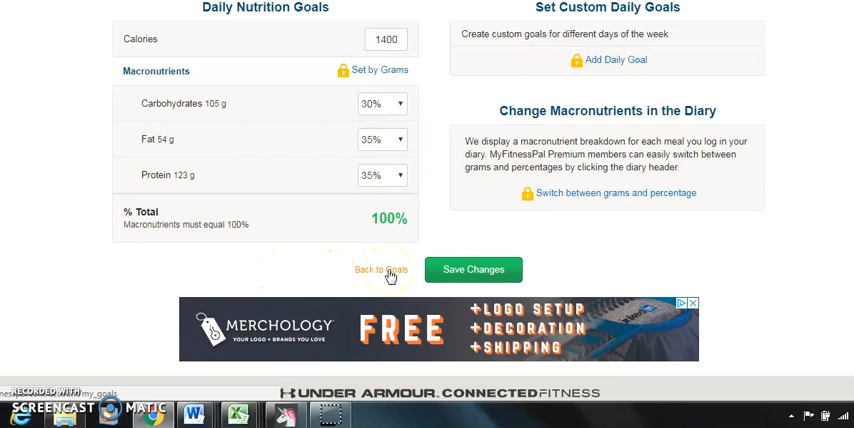 Daily Nutrition Goals
Calories 1400
Macronutrients Set by Grams
Carbohydrates 105 g 30%
Fat 54 g 35%
Protein 123 g 35%
% Total
Macronutrients must equal 100%
100%
Set Custom Daily Goals
Create custom goals for different days of the week
Add Daily Goal
Change Macronutrients in the Diary
We display a macronutrient breakdown for each meal you log in your
diary. MyFitnessPal Premium members can easily switch between
grams and percentages by clicking the diary header.
Switch between grams and percentage
Back to Goals Save Changes
MERCHOLOGY
YOUR LOGO • BRANDS YOU LOVE
FREE
+LOGO SETUP
+DECORATION
+SHIPPING
UNDER ARMOUR CONNECTEDFITNESS
RECORDED WITH
SCREENCAST MATIC